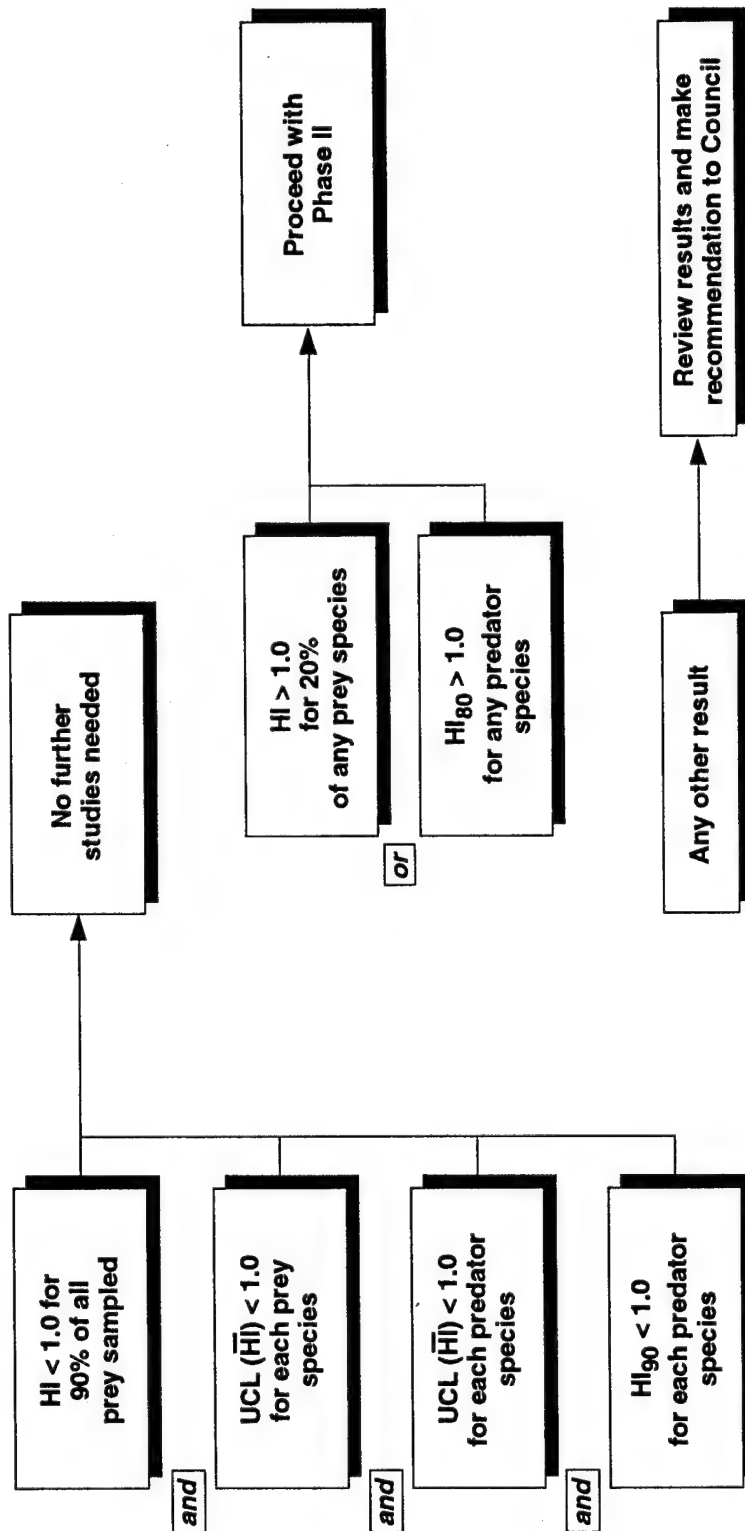 HI < 1.0 for
90% of all
prey sampled
and
UCL (H̅I̅) < 1.0
for each prey
species
and
UCL (H̅I̅) < 1.0
for each predator
species
and
HI₉₀ < 1.0
for each predator
species
No further
studies needed
HI > 1.0
for 20%
of any prey species
or
HI₈₀ > 1.0
for any predator
species
Proceed with
Phase II
Any other result
Review results and make
recommendation to Council